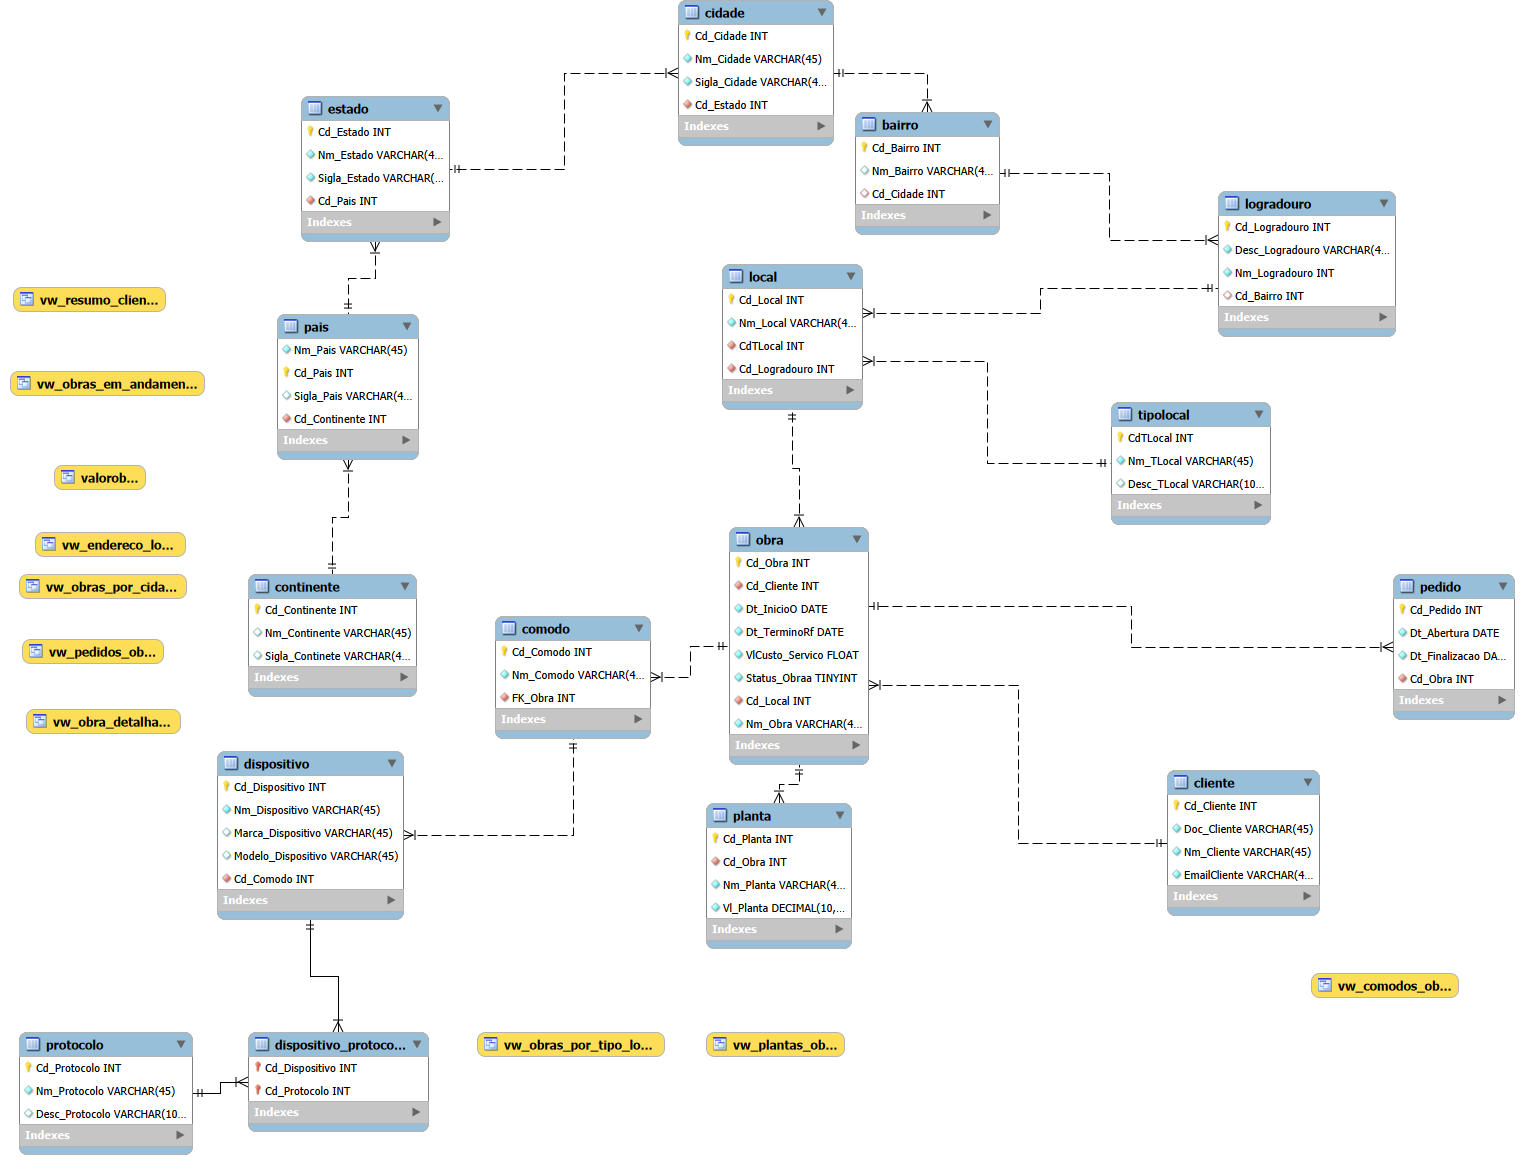 cidade
Cd_Cidade INT
Nm_Cidade VARCHAR(45)
Sigla_Cidade VARCHAR(4...
Cd_Estado INT
Indexes
estado
Cd_Estado INT
Nm_Estado VARCHAR(4...
Sigla_Estado VARCHAR(...
Cd_Pais INT
Indexes
bairro
Cd_Bairro INT
Nm_Bairro VARCHAR(4...
Cd_Cidade INT
Indexes
logradouro
Cd_Logradouro INT
Desc_Logradouro VARCHAR(4...
Nm_Logradouro INT
Cd_Bairro INT
Indexes
local
Cd_Local INT
Nm_Local VARCHAR(4...
CdTLocal INT
Cd_Logradouro INT
Indexes
vw_resumo_clien...
pais
Nm_Pais VARCHAR(45)
Cd_Pais INT
Sigla_Pais VARCHAR(4...
Cd_Continente INT
Indexes
vw_obras_em_andamen...
tipolocal
CdTLocal INT
Nm_TLocal VARCHAR(45)
Desc_TLocal VARCHAR(10...
Indexes
valorob...
vw_endereco_lo...
vw_obras_por_cida...
vw_pedidos_ob...
vw_obra_detalha...
continente
Cd_Continente INT
Nm_Continente VARCHAR(45)
Sigla_Continete VARCHAR(4...
Indexes
obra
Cd_Obra INT
Cd_Cliente INT
Dt_InicioO DATE
Dt_TerminoRf DATE
VlCusto_Servico FLOAT
Status_Obraa TINYINT
Cd_Local INT
Nm_Obra VARCHAR(4...
Indexes
pedido
Cd_Pedido INT
Dt_Abertura DATE
Dt_Finalizacao DA...
Cd_Obra INT
Indexes
comodo
Cd_Comodo INT
Nm_Comodo VARCHAR(4...
FK_Obra INT
Indexes
dispositivo
Cd_Dispositivo INT
Nm_Dispositivo VARCHAR(45)
Marca_Dispositivo VARCHAR(45)
Modelo_Dispositivo VARCHAR(45)
Cd_Comodo INT
Indexes
planta
Cd_Planta INT
Cd_Obra INT
Nm_Planta VARCHAR(4...
Vl_Planta DECIMAL(10,...
Indexes
cliente
Cd_Cliente INT
Doc_Cliente VARCHAR(45)
Nm_Cliente VARCHAR(45)
EmailCliente VARCHAR(4...
Indexes
vw_comodos_ob...
protocolo
Cd_Protocolo INT
Nm_Protocolo VARCHAR(45)
Desc_Protocolo VARCHAR(10...
Indexes
dispositivo_protoco...
Cd_Dispositivo INT
Cd_Protocolo INT
Indexes
vw_obras_por_tipo_lo...
vw_plantas_ob...